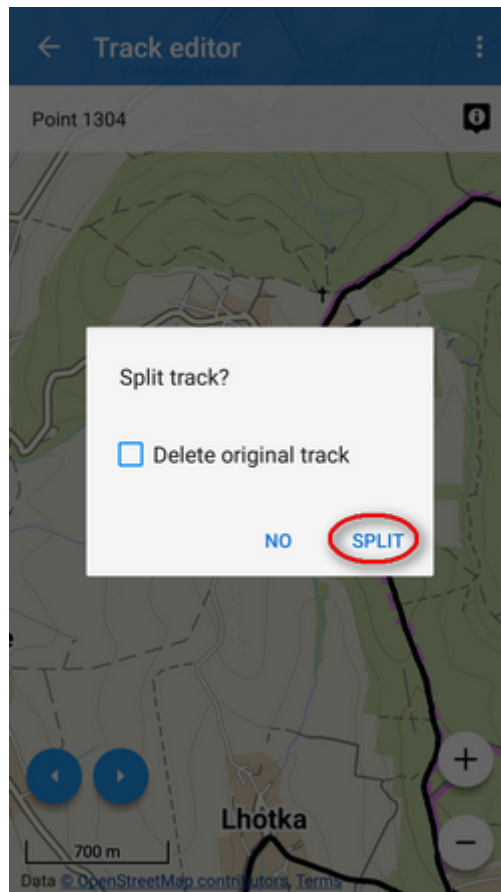 Track editor
Point 1304
Split track?
Delete original track
NO SPLIT
Lhotka
700 m
Data © OpenStreetMap contributors, Terms